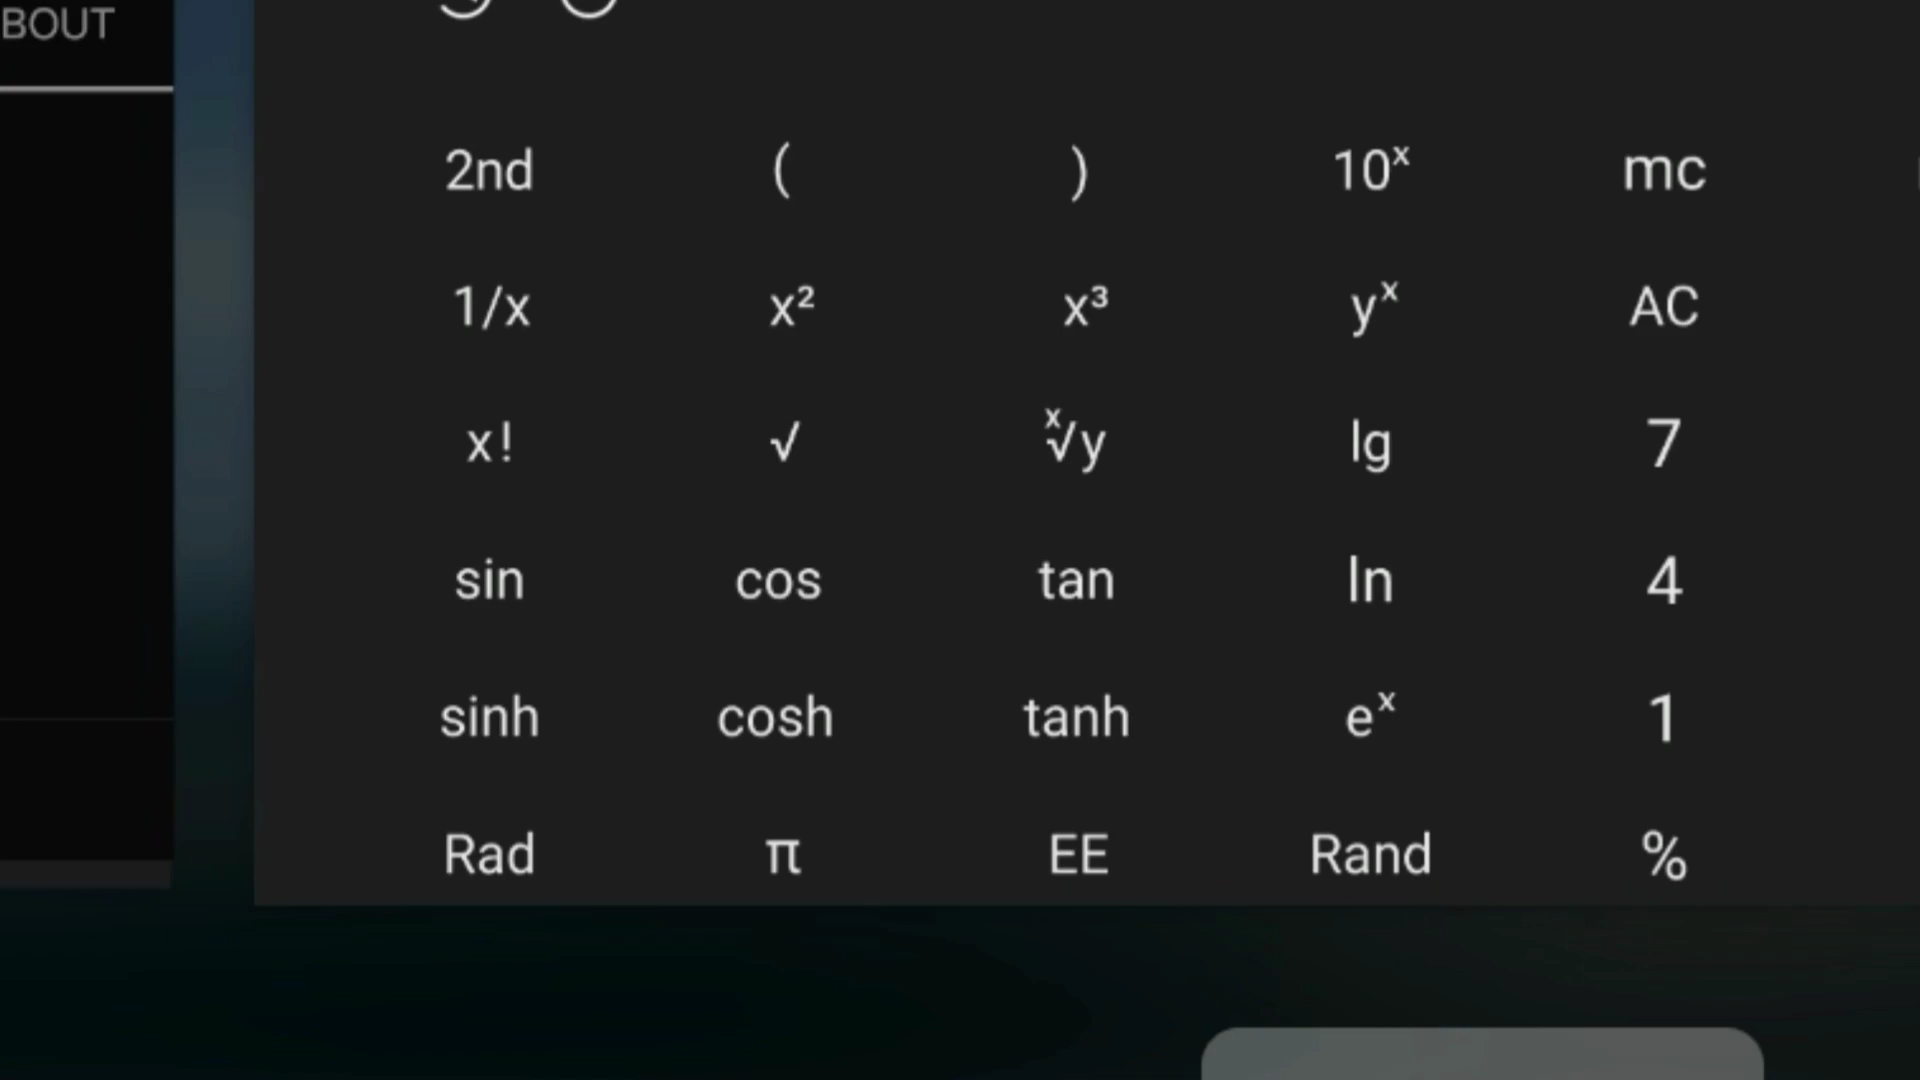 BOUT
2nd ( ) 10ˣ mc
1/x x² x³ yˣ AC
x! √ ˣ√y lg 7
sin cos tan ln 4
sinh cosh tanh eˣ 1
Rad π EE Rand %